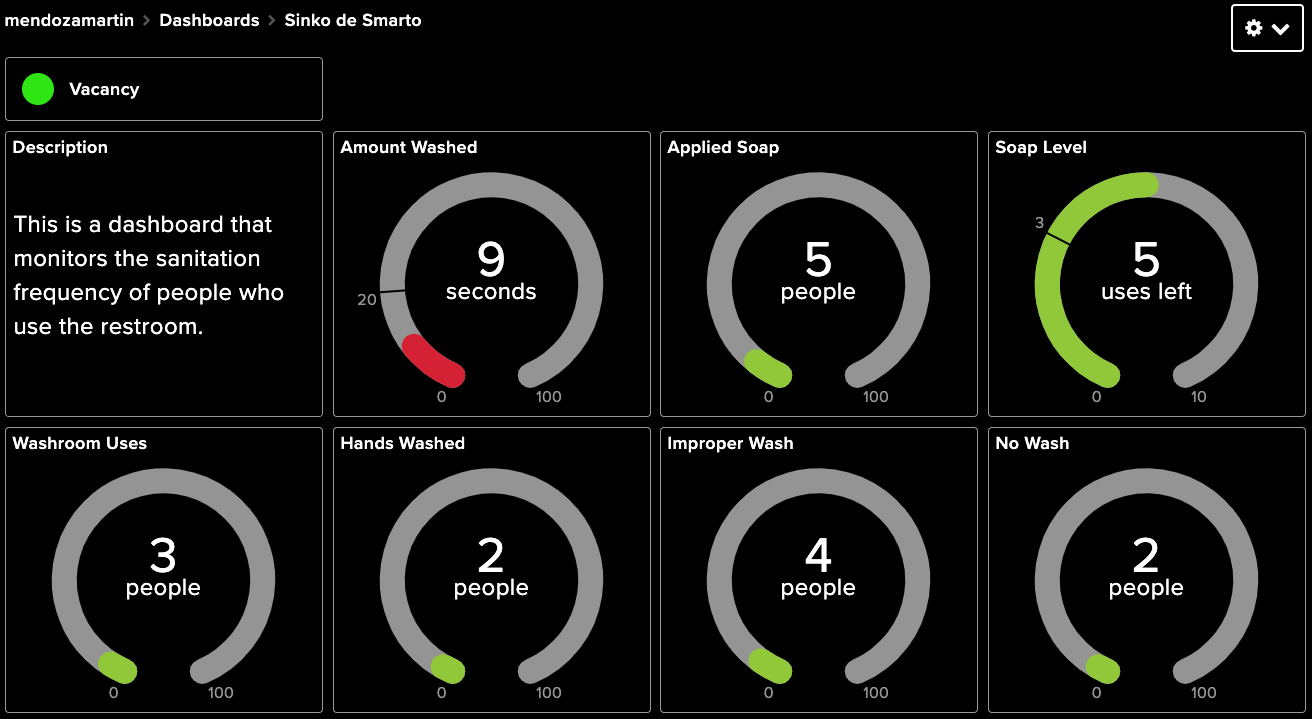 mendozamartin > Dashboards > Sinko de Smarto
Vacancy
Description
This is a dashboard that
monitors the sanitation
frequency of people who
use the restroom.
Amount Washed
9
seconds
20
0
100
Applied Soap
5
people
0
100
Soap Level
3
5
uses left
0
10
Washroom Uses
3
people
0
100
Hands Washed
2
people
0
100
Improper Wash
4
people
0
100
No Wash
2
people
0
100